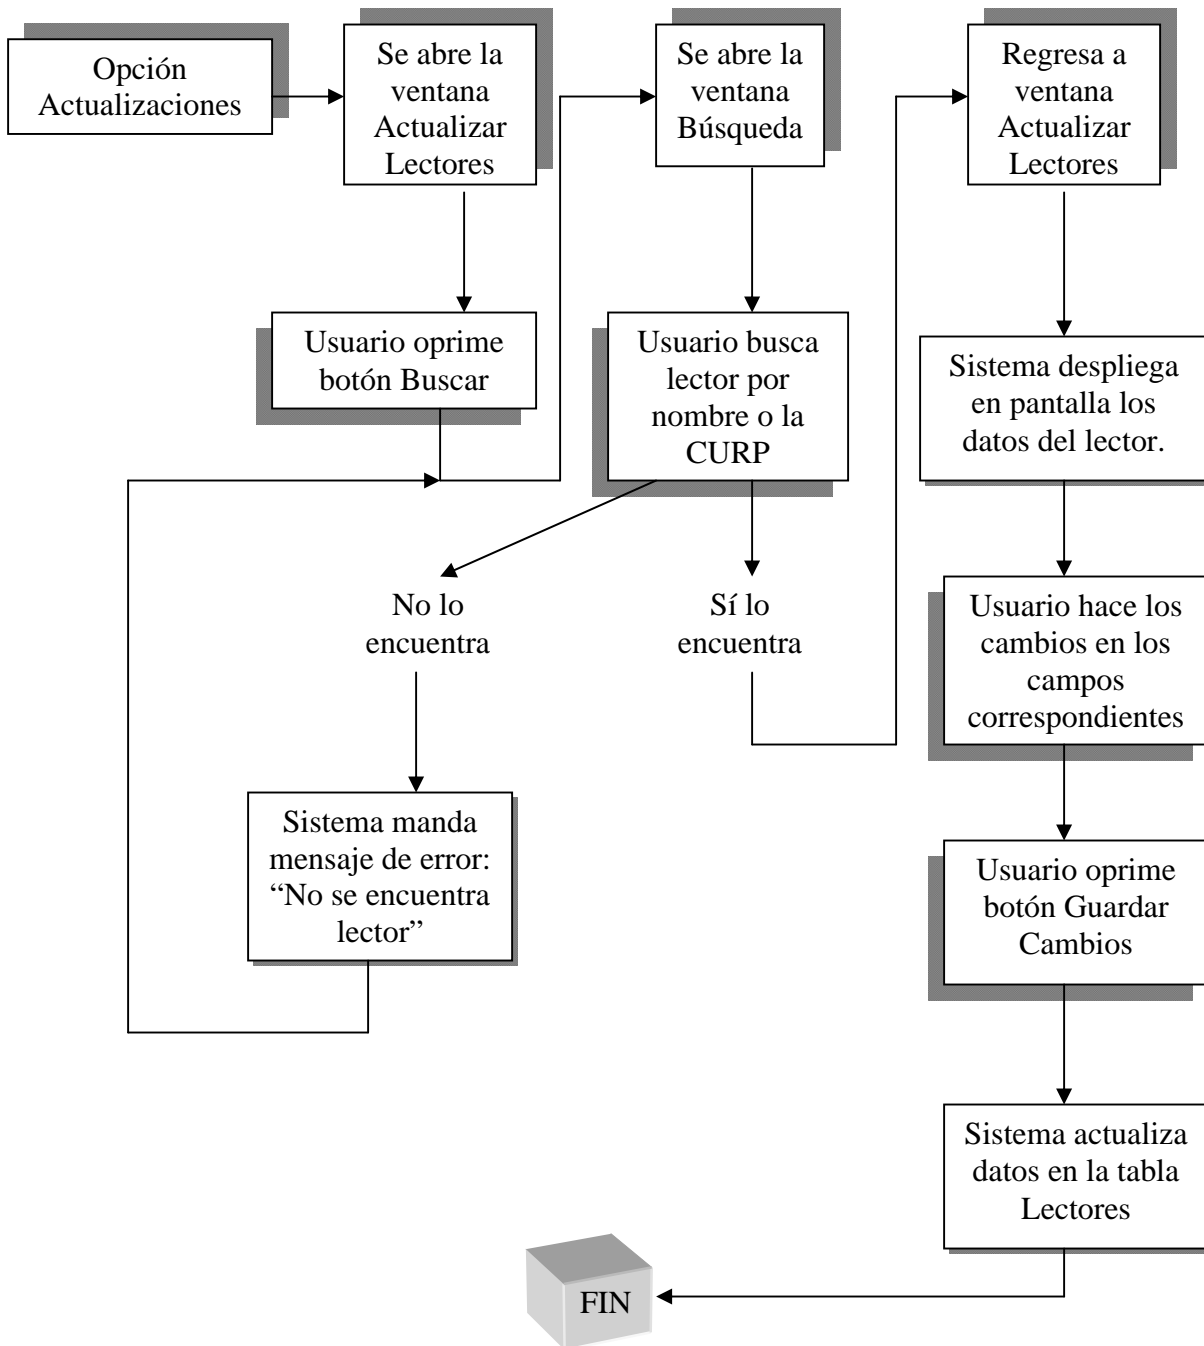 Opción
Actualizaciones
Se abre la
ventana
Actualizar
Lectores
Usuario oprime
botón Buscar
Se abre la
ventana
Búsqueda
Usuario busca
lector por
nombre o la
CURP
No lo
encuentra
Sistema manda
mensaje de error:
“No se encuentra
lector”
Sí lo
encuentra
Regresa a
ventana
Actualizar
Lectores
Sistema despliega
en pantalla los
datos del lector.
Usuario hace los
cambios en los
campos
correspondientes
Usuario oprime
botón Guardar
Cambios
Sistema actualiza
datos en la tabla
Lectores
FIN